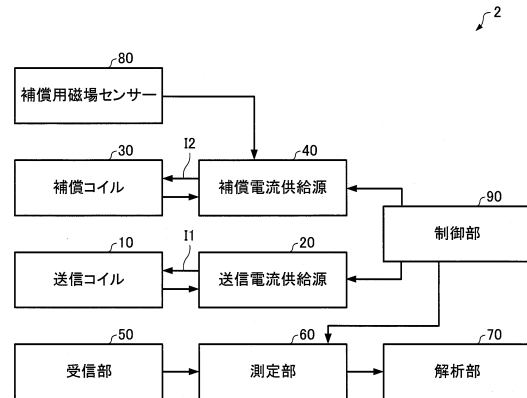 2
80
補償用磁場センサー
30
I2
40
補償コイル
補償電流供給源
90
制御部
10
I1
20
送信コイル
送信電流供給源
50
60
70
受信部
測定部
解析部